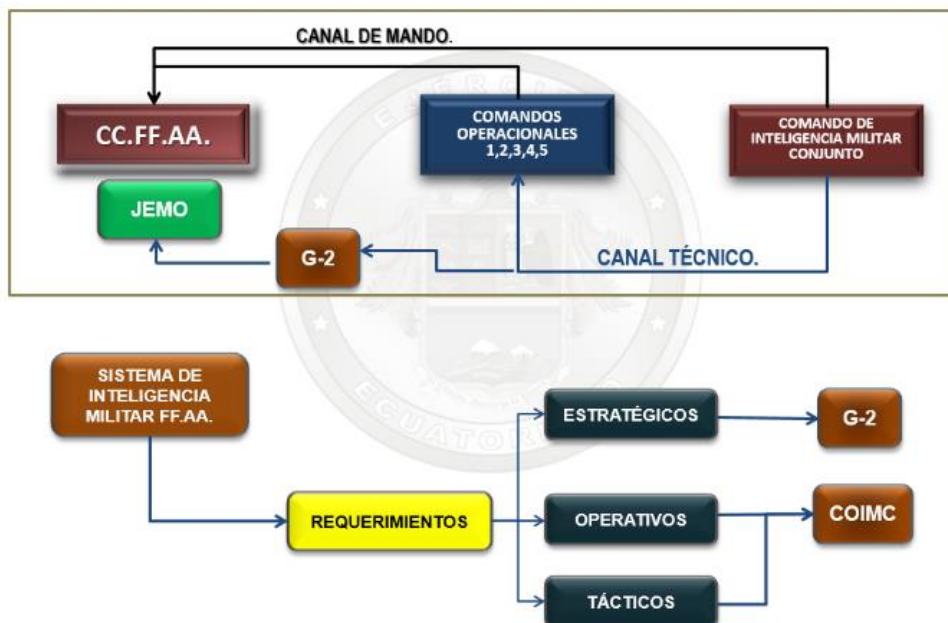 CANAL DE MANDO.
CC.FF.AA.
COMANDOS
OPERACIONALES
1,2,3,4,5
COMANDO DE
INTELIGENCIA MILITAR
CONJUNTO
JEMO
G-2
CANAL TÉCNICO.
SISTEMA DE
INTELIGENCIA
MILITAR FF.AA.
REQUERIMIENTOS
ESTRATÉGICOS
G-2
OPERATIVOS
COIMC
TÁCTICOS